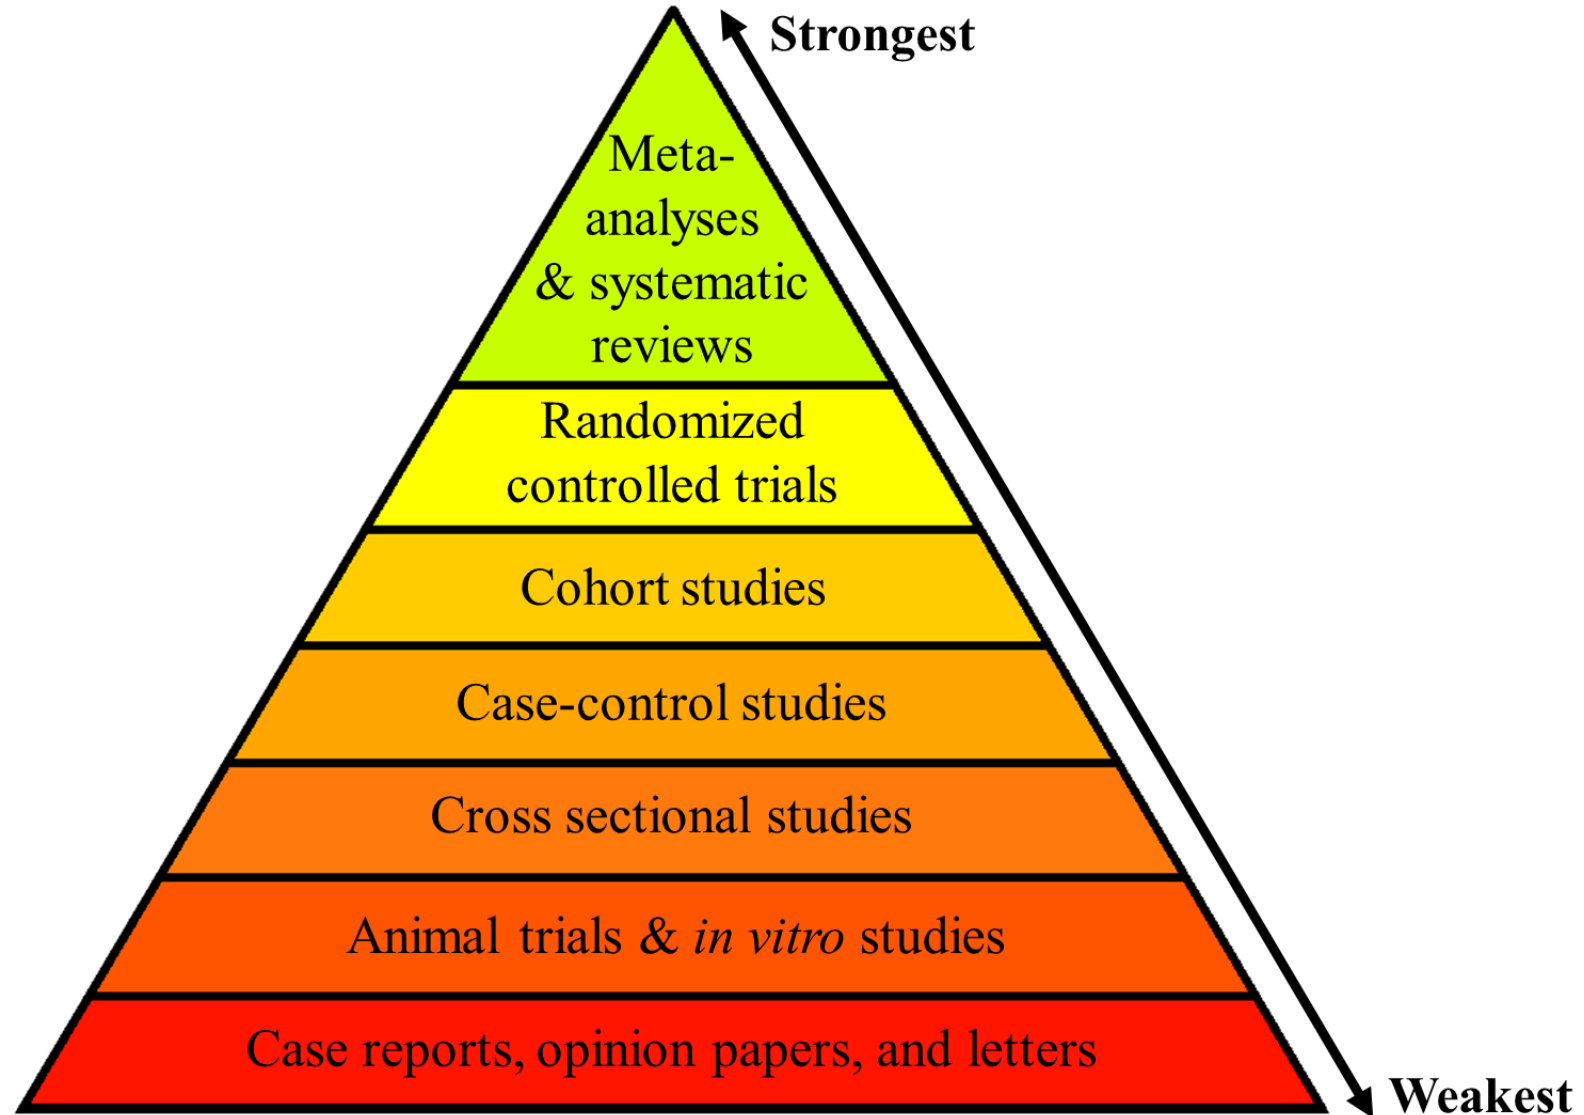 Strongest
Meta-
analyses
& systematic
reviews
Randomized
controlled trials
Cohort studies
Case-control studies
Cross sectional studies
Animal trials & in vitro studies
Case reports, opinion papers, and letters
Weakest